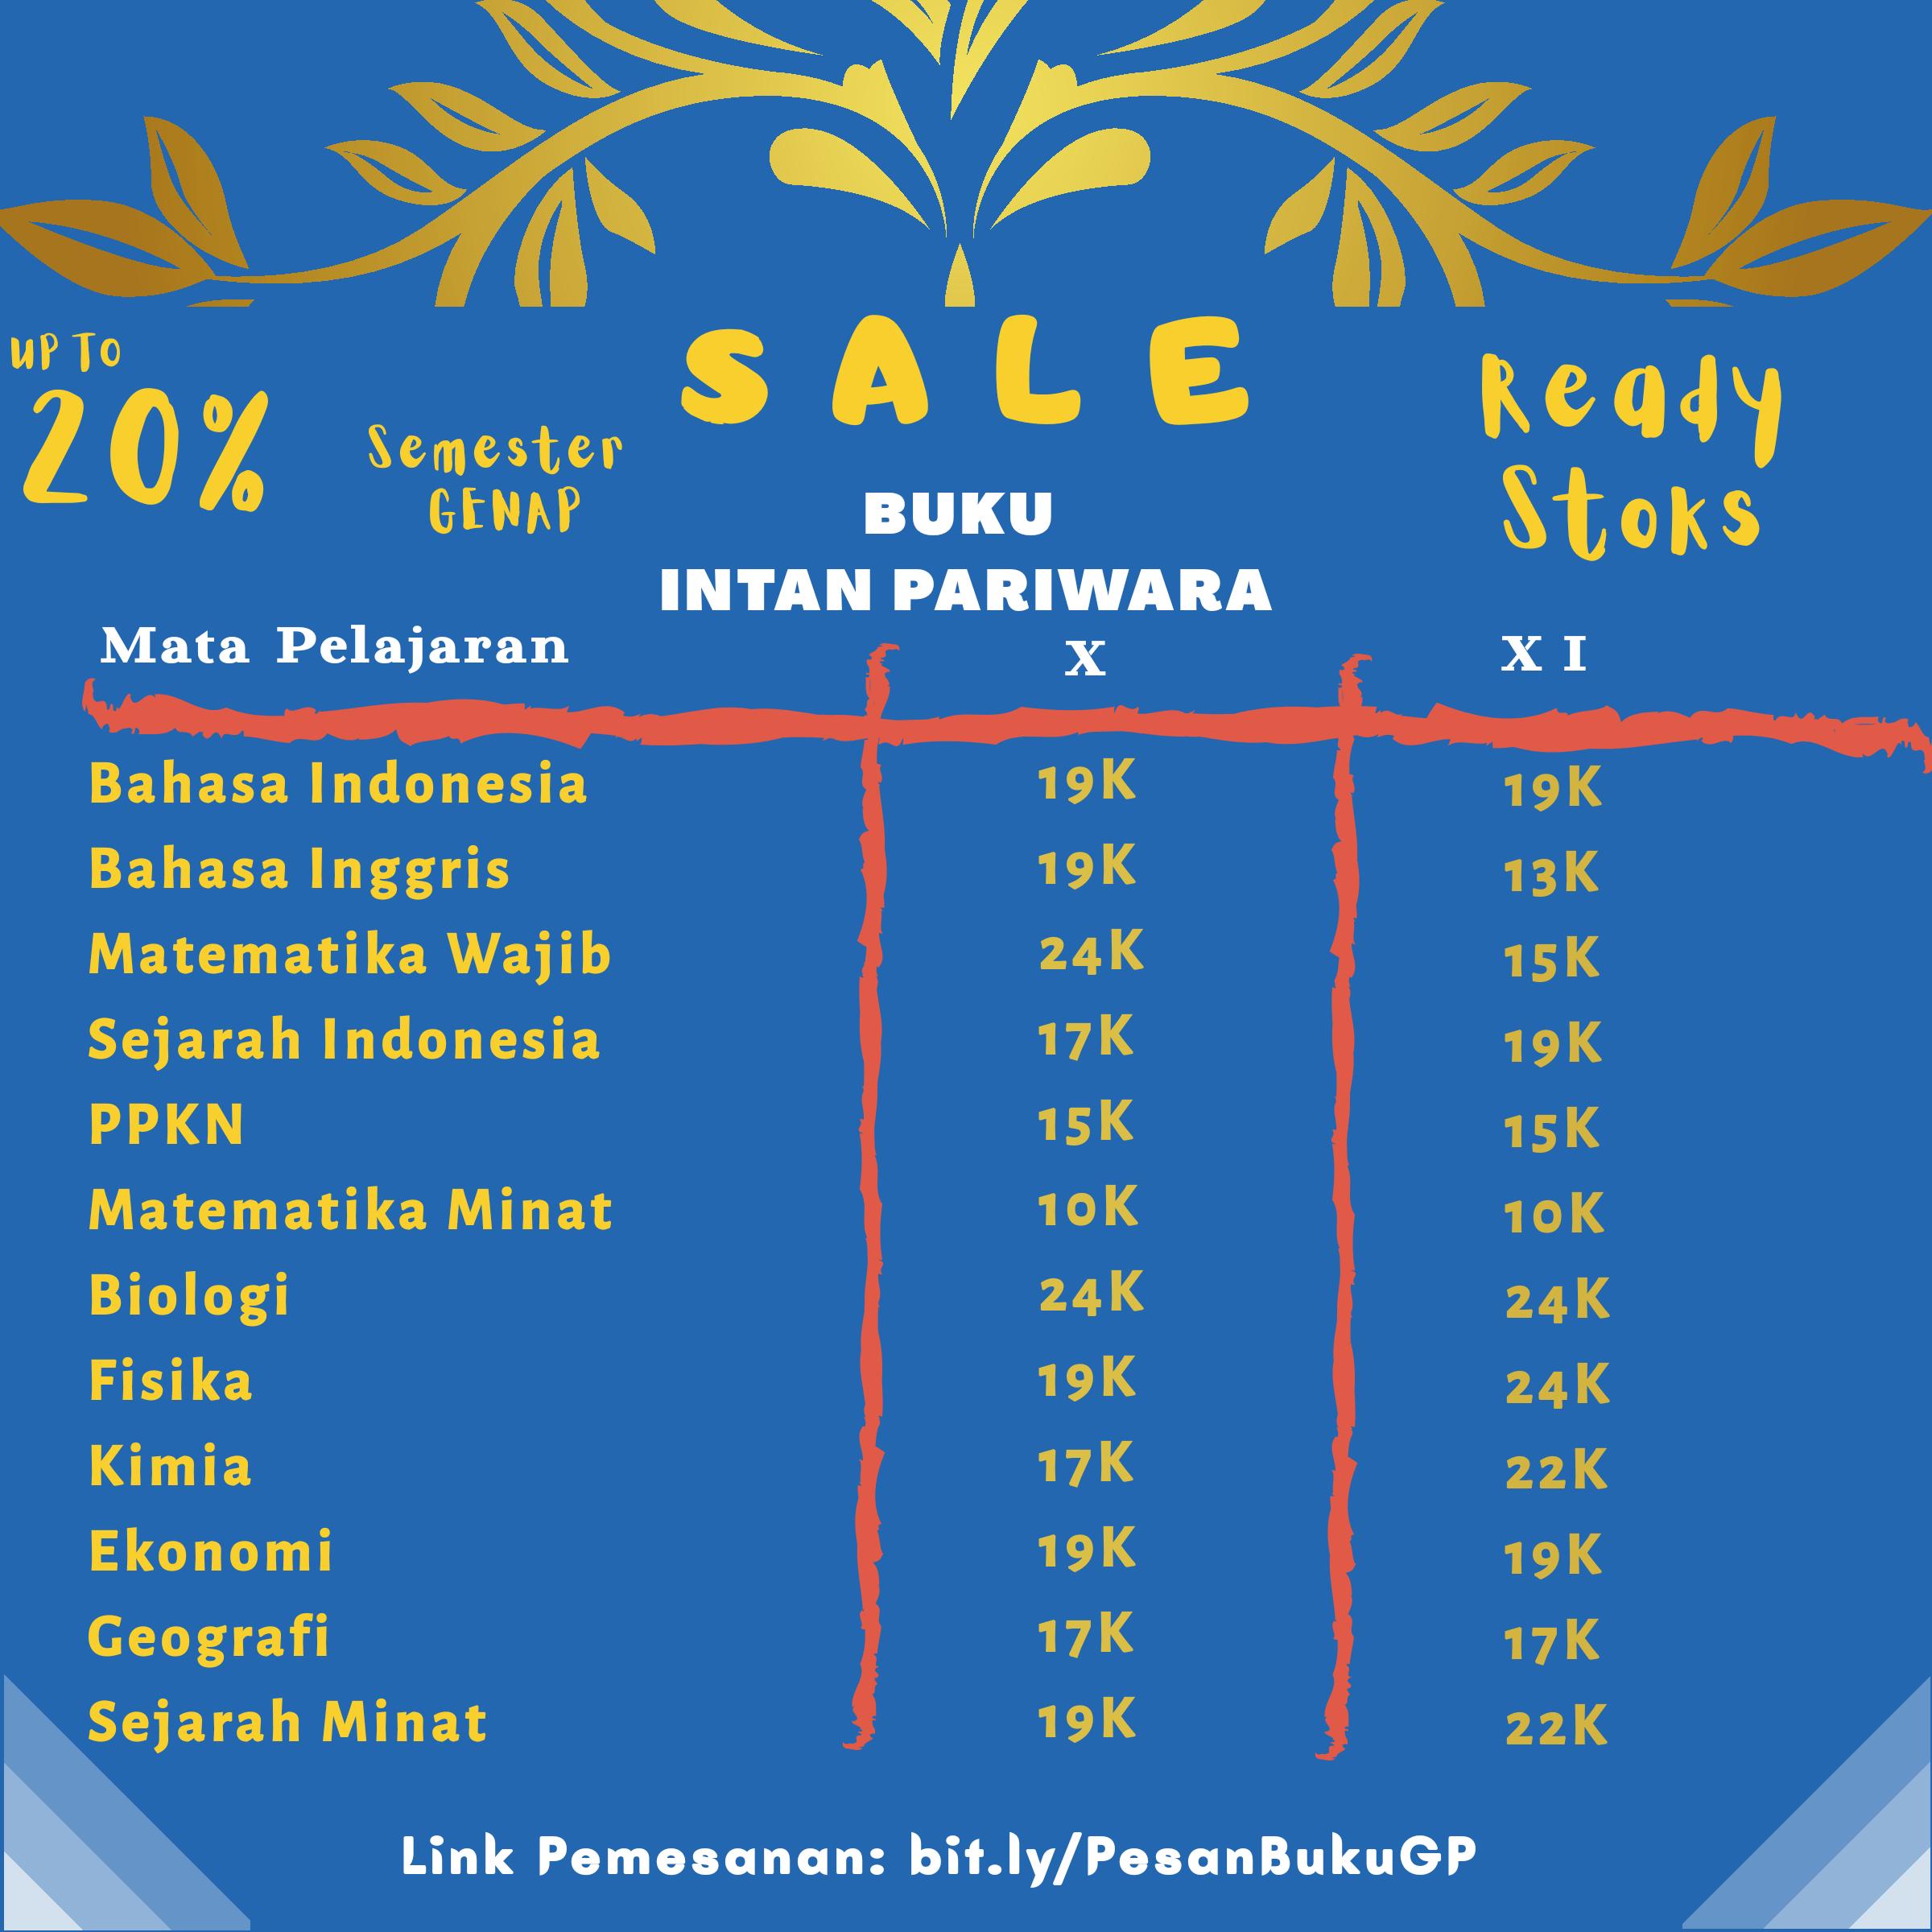 UP To
20%
Semester
GENAP
SALE
Ready
Stoks
BUKU
INTAN PARIWARA
Mata Pelajaran X XI
Bahasa Indonesia 19K 19K
Bahasa Inggris 19K 13K
Matematika Wajib 24K 15K
Sejarah Indonesia 17K 19K
PPKN 15K 15K
Matematika Minat 10K 10K
Biologi 24K 24K
Fisika 19K 24K
Kimia 17K 22K
Ekonomi 19K 19K
Geografi 17K 17K
Sejarah Minat 19K 22K
Link Pemesanan: bit.ly/PesanBukuGP